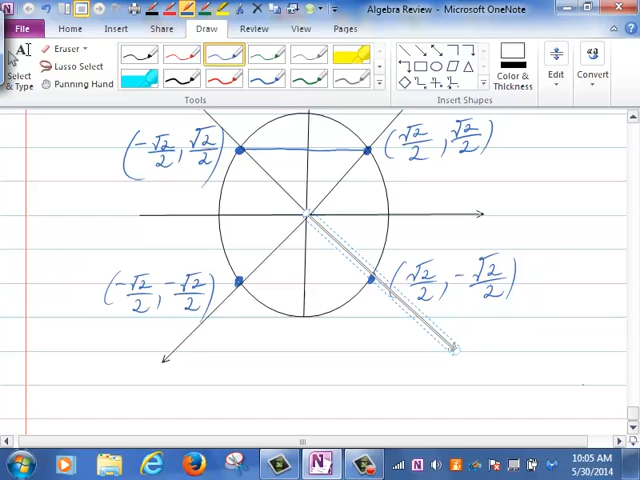 Algebra Review - Microsoft OneNote
File Home Insert Share Draw Review View Pages
Select & Type
Eraser
Lasso Select
Panning Hand
Color & Thickness
Edit
Convert
Tools
Insert Shapes
(-√2/2, √2/2) (√2/2, √2/2)
(-√2/2, -√2/2) (√2/2, -√2/2)
10:05 AM
5/30/2014